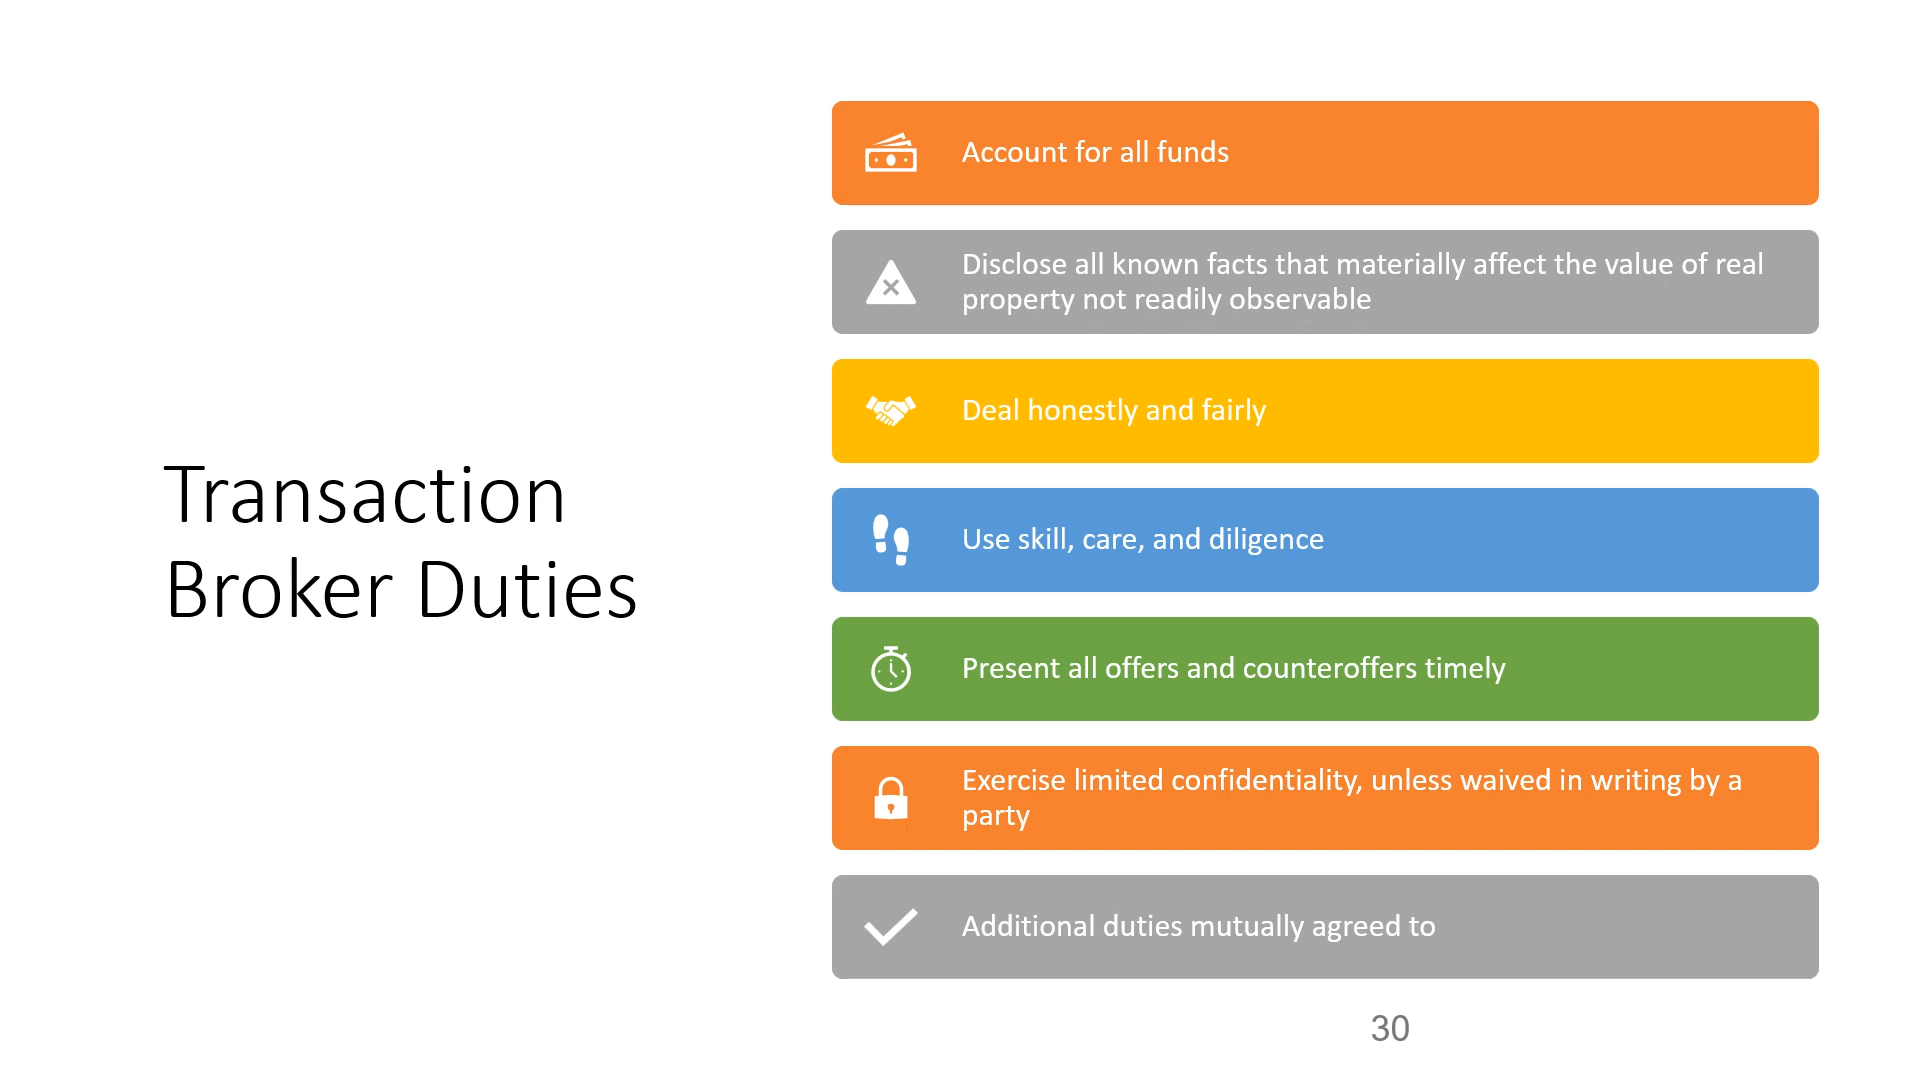 Transaction
Broker Duties
Account for all funds
Disclose all known facts that materially affect the value of real
property not readily observable
Deal honestly and fairly
Use skill, care, and diligence
Present all offers and counteroffers timely
Exercise limited confidentiality, unless waived in writing by a
party
Additional duties mutually agreed to
30